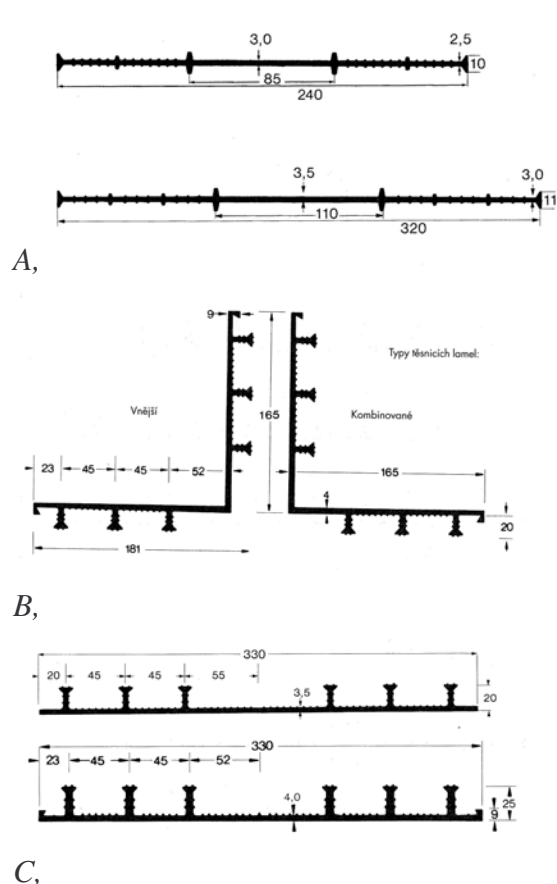 3,0 2,5
10
85
240
3,5 3,0
11
110
320
A,
9
Typy těsnicích lamel:
Vnější 165 Kombinované
23 45 45 52 165
4
20
181
B,
330
20 45 45 55
3,5 20
330
23 45 45 52
4,0 9 25
C,